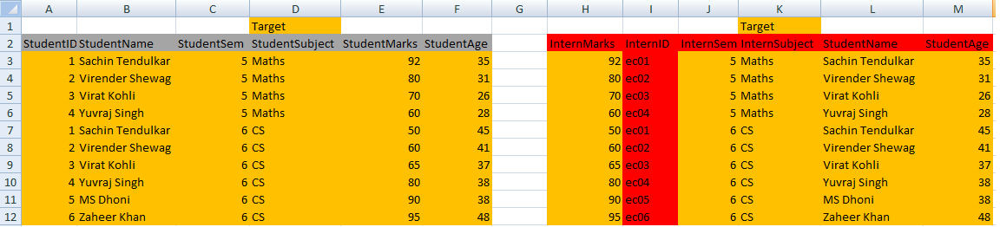 A B C D E F G H I J K L M
1 Target Target
2 StudentID StudentName StudentSem StudentSubject StudentMarks StudentAge InternMarks InternID InternSem InternSubject StudentName StudentAge
3 1 Sachin Tendulkar 5 Maths 92 35 92 ec01 5 Maths Sachin Tendulkar 35
4 2 Virender Shewag 5 Maths 80 31 80 ec02 5 Maths Virender Shewag 31
5 3 Virat Kohli 5 Maths 70 26 70 ec03 5 Maths Virat Kohli 26
6 4 Yuvraj Singh 5 Maths 60 28 60 ec04 5 Maths Yuvraj Singh 28
7 1 Sachin Tendulkar 6 CS 50 45 50 ec01 6 CS Sachin Tendulkar 45
8 2 Virender Shewag 6 CS 60 41 60 ec02 6 CS Virender Shewag 41
9 3 Virat Kohli 6 CS 65 37 65 ec03 6 CS Virat Kohli 37
10 4 Yuvraj Singh 6 CS 80 38 80 ec04 6 CS Yuvraj Singh 38
11 5 MS Dhoni 6 CS 90 38 90 ec05 6 CS MS Dhoni 38
12 6 Zaheer Khan 6 CS 95 48 95 ec06 6 CS Zaheer Khan 48